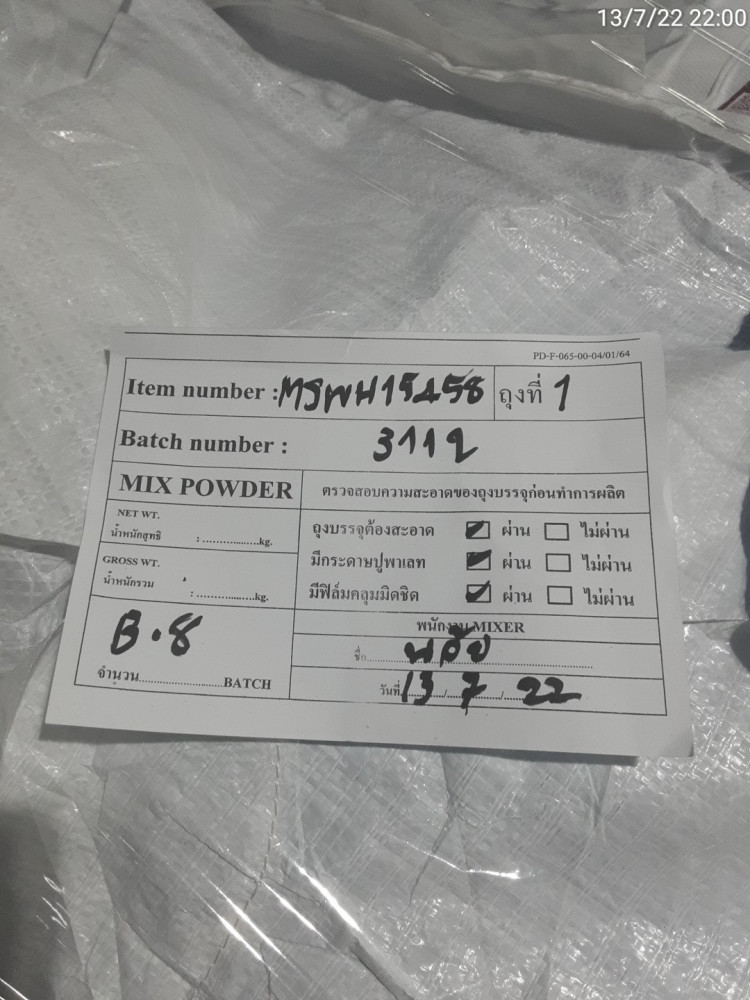 13/7/22 22:00
PD-F-065-00-04/01/64
Item number : MSWH15458 ถุงที่ 1
Batch number : 3112
MIX POWDER ตรวจสอบความสะอาดของถุงบรรจุก่อนทำการผลิต
NET WT.
น้ำหนักสุทธิ : ..............kg.
ถุงบรรจุต้องสะอาด ผ่าน ไม่ผ่าน
GROSS WT.
มีกระดาษปูพาเลท ผ่าน ไม่ผ่าน
น้ำหนักรวม : ..............kg.
มีฟิล์มคลุมมิดชิด ผ่าน ไม่ผ่าน
พนักงาน MIXER
B.8
ชื่อ
จำนวน......................BATCH
วันที่ 13 / 7 / 22